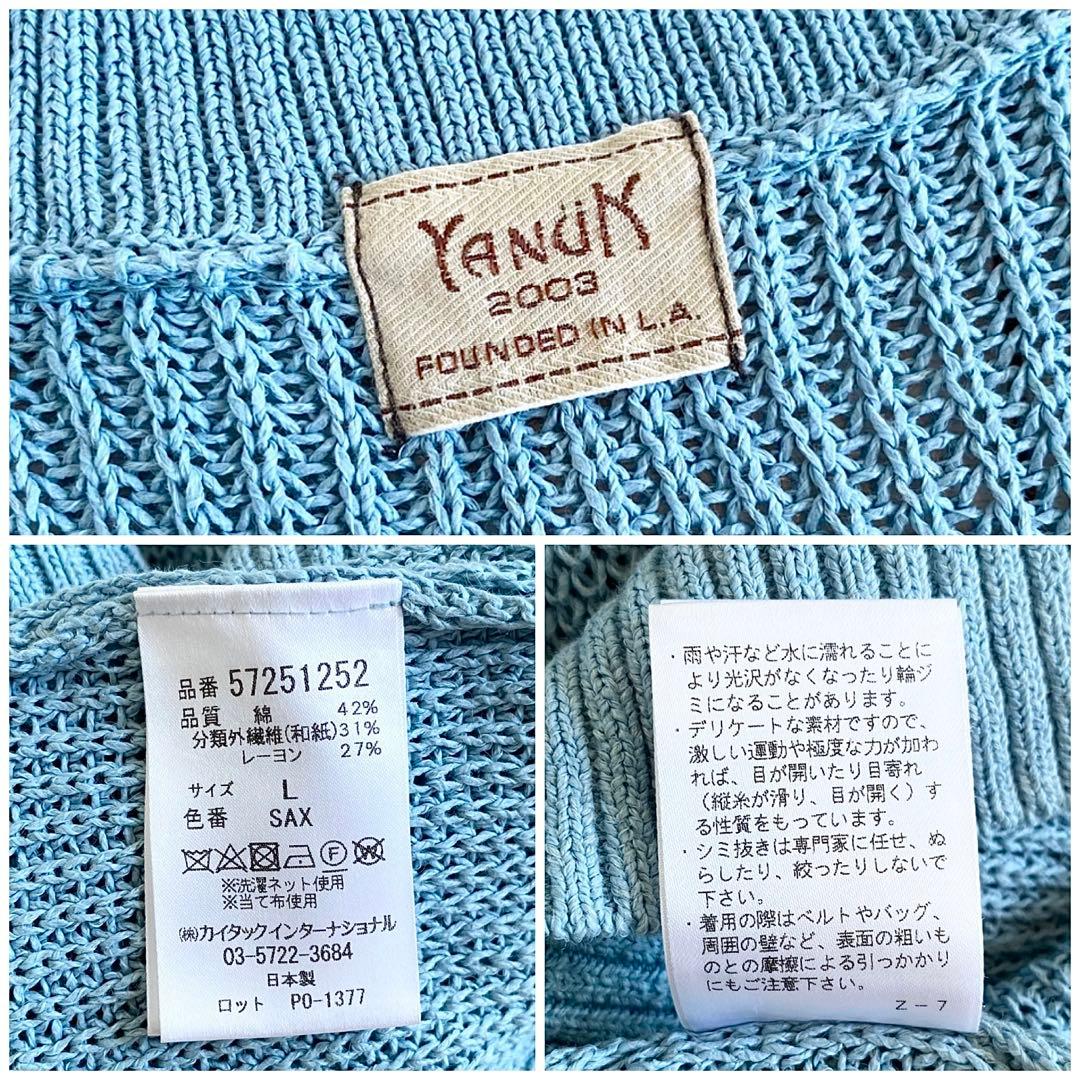 YANÜK
2003
FOUNDED IN L.A.
品番 57251252
品質 綿 42%
分類外繊維(和紙)31%
レーヨン 27%
サイズ L
色番 SAX
※洗濯ネット使用
※当て布使用
㈱カイタックインターナショナル
03-5722-3684
日本製
ロット PO-1377
・雨や汗など水に濡れることに
より光沢がなくなったり輪ジ
ミになることがあります。
・デリケートな素材ですので、
激しい運動や極度な力が加わ
れば、目が開いたり目寄れ
（縦糸が滑り、目が開く）す
る性質をもっています。
・シミ抜きは専門家に任せ、ぬ
らしたり、絞ったりしないで
下さい。
・着用の際はベルトやバッグ、
周囲の壁など、表面の粗いも
のとの摩擦による引っかかり
にもご注意下さい。
Z－7